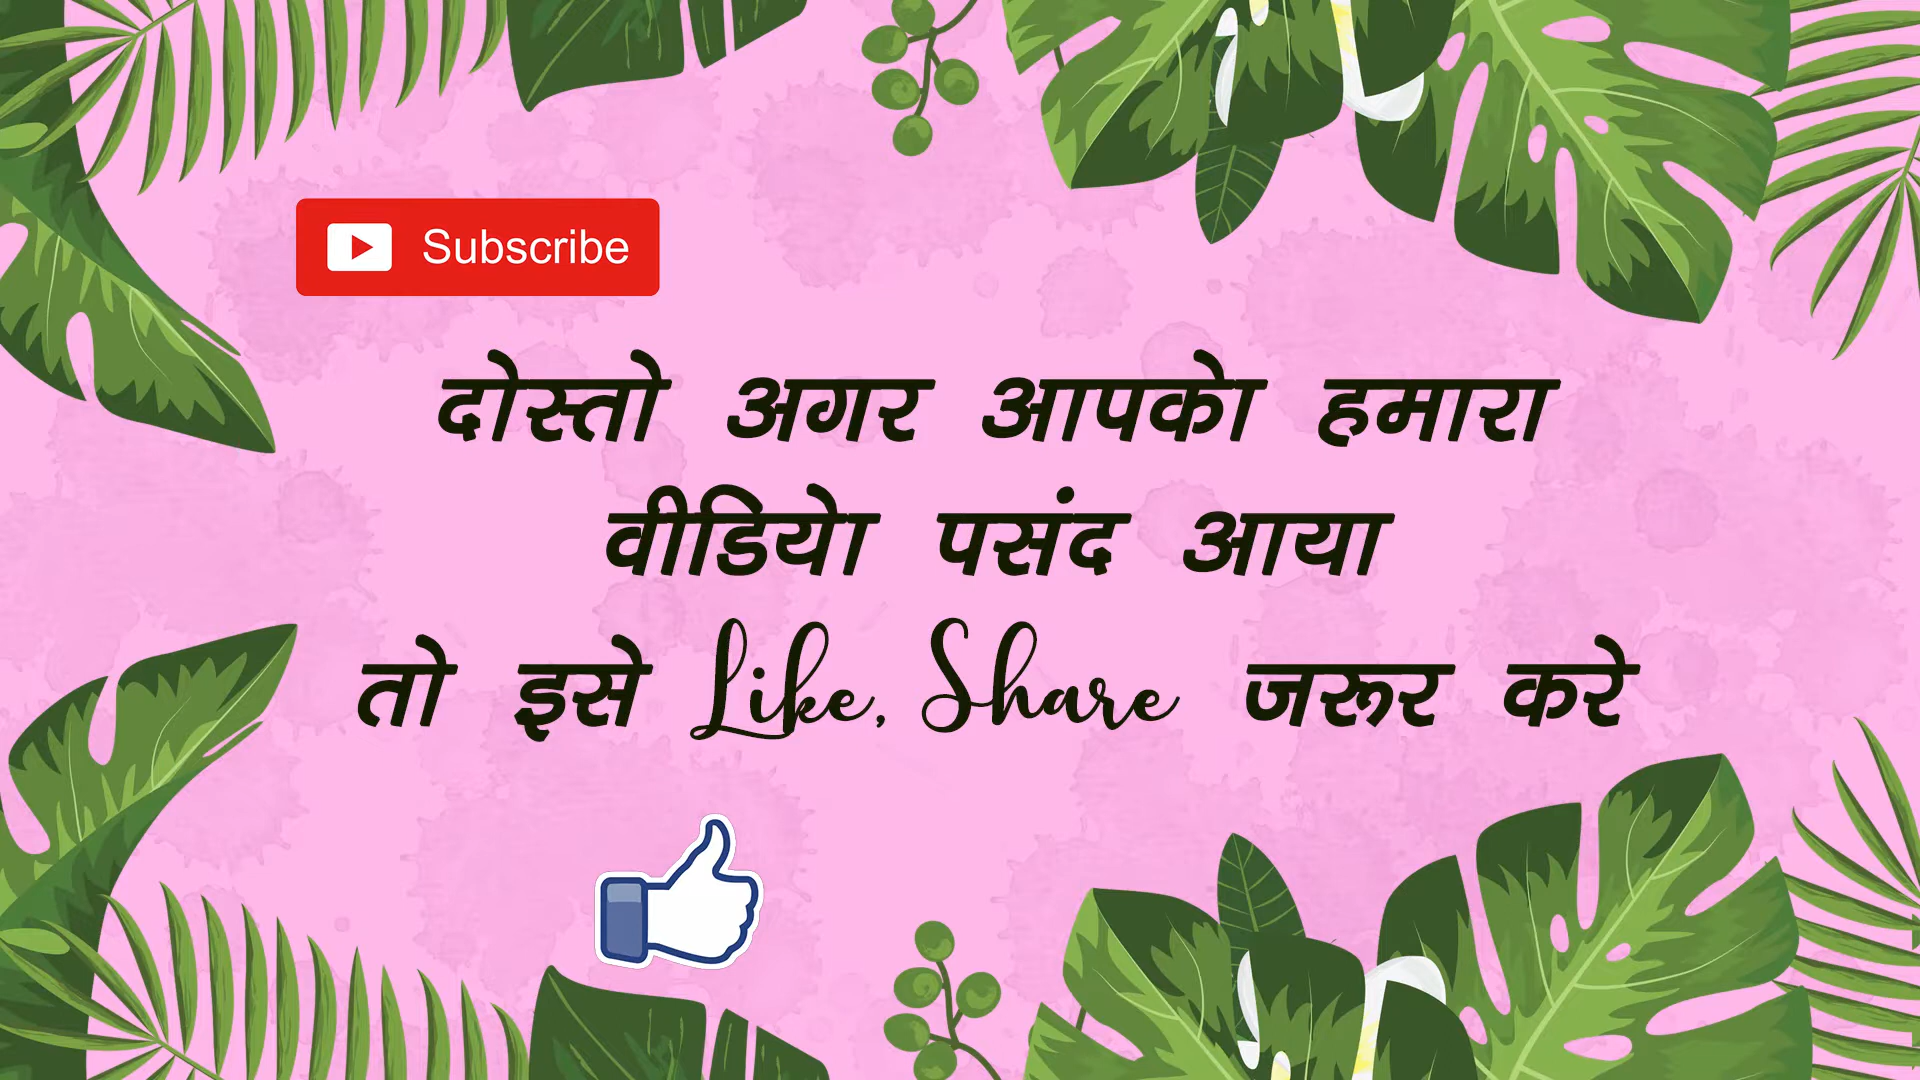 Subscribe
दोस्तो अगर आपको हमारा
वीडियो पसंद आया
तो इसे Like, Share जरूर करे